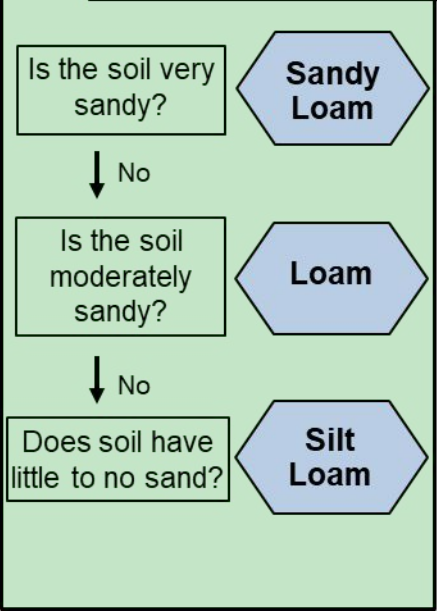 Is the soil very
sandy?
Sandy
Loam
No
Is the soil
moderately
sandy?
Loam
No
Does soil have
little to no sand?
Silt
Loam